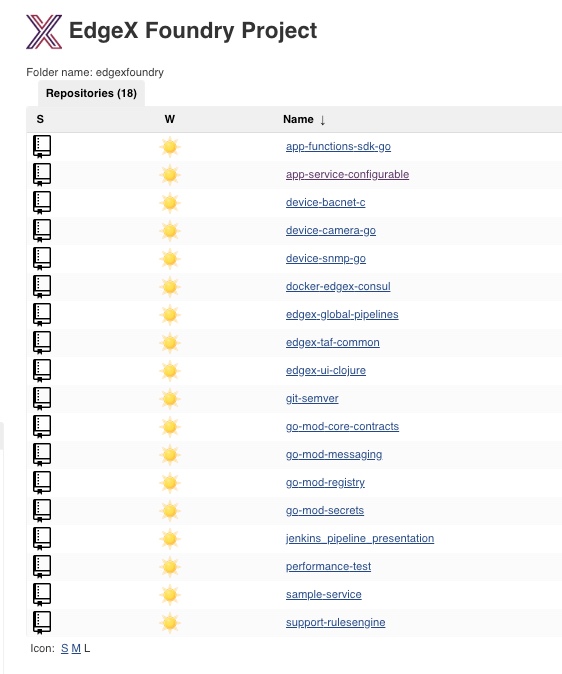 EdgeX Foundry Project
Folder name: edgexfoundry
Repositories (18)
S W Name ↓
app-functions-sdk-go
app-service-configurable
device-bacnet-c
device-camera-go
device-snmp-go
docker-edgex-consul
edgex-global-pipelines
edgex-taf-common
edgex-ui-clojure
git-semver
go-mod-core-contracts
go-mod-messaging
go-mod-registry
go-mod-secrets
jenkins_pipeline_presentation
performance-test
sample-service
support-rulesengine
Icon: S M L